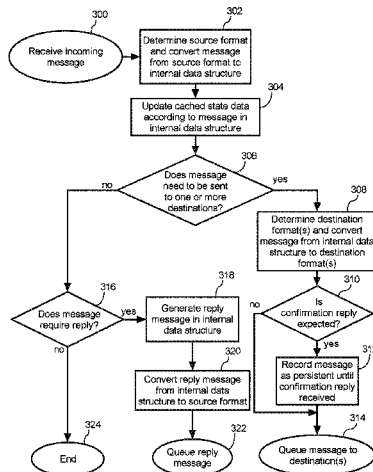 300
Receive incoming
message
302
Determine source format
and convert message
from source format to
internal data structure
304
Update cached state data
according to message in
internal data structure
306
Does message
need to be sent
to one or more
destinations?
no
yes
308
Determine destination
format(s) and convert
message from internal data
structure to destination
format(s)
310
Is
confirmation reply
expected?
no
yes
312
Record message
as persistent until
confirmation reply
received
314
Queue message to
destination(s)
316
Does message
require reply?
yes
no
318
Generate reply
message in internal
data structure
320
Convert reply message
from internal data
structure to source format
322
Queue reply
message
324
End